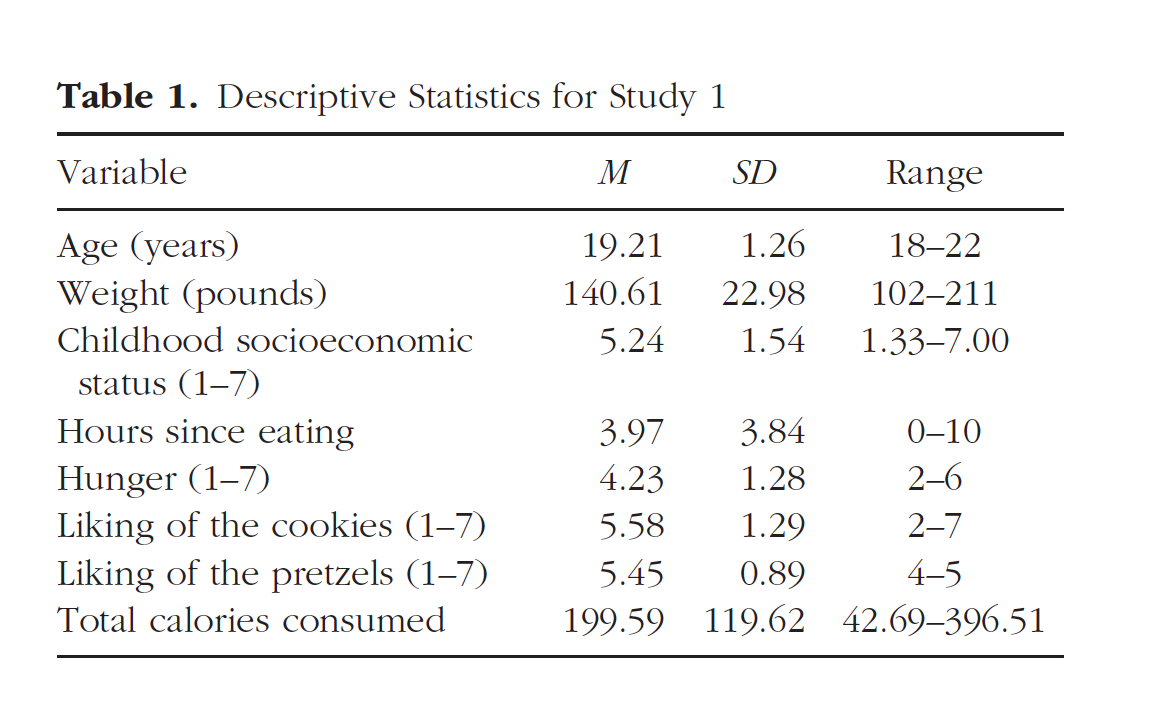 Table 1. Descriptive Statistics for Study 1
Variable M SD Range
Age (years) 19.21 1.26 18–22
Weight (pounds) 140.61 22.98 102–211
Childhood socioeconomic 5.24 1.54 1.33–7.00
status (1–7)
Hours since eating 3.97 3.84 0–10
Hunger (1–7) 4.23 1.28 2–6
Liking of the cookies (1–7) 5.58 1.29 2–7
Liking of the pretzels (1–7) 5.45 0.89 4–5
Total calories consumed 199.59 119.62 42.69–396.51